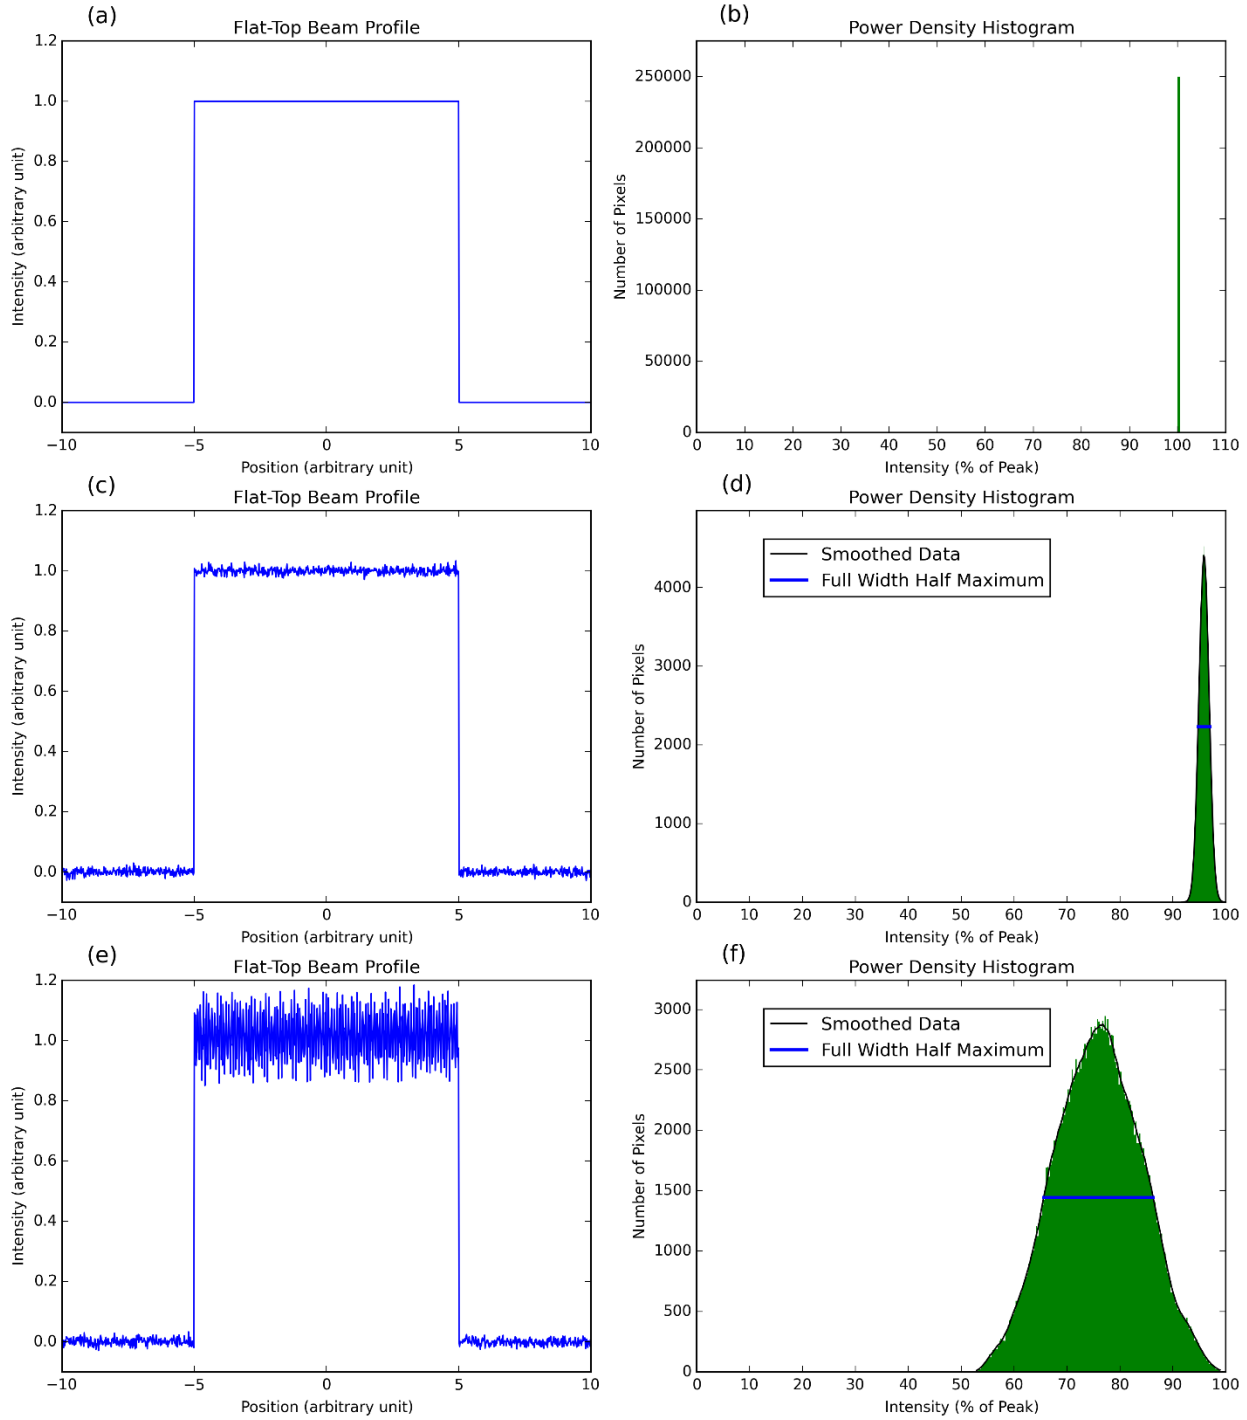 (a)
Flat-Top Beam Profile
1.2
1.0
0.8
0.6
0.4
0.2
0.0
Intensity (arbitrary unit)
−10
−5
0
5
10
Position (arbitrary unit)
(b)
Power Density Histogram
250000
200000
150000
100000
50000
0
Number of Pixels
0 10 20 30 40 50 60 70 80 90 100 110
Intensity (% of Peak)
(c)
Flat-Top Beam Profile
1.2
1.0
0.8
0.6
0.4
0.2
0.0
Intensity (arbitrary unit)
−10
−5
0
5
10
Position (arbitrary unit)
(d)
Power Density Histogram
Smoothed Data
Full Width Half Maximum
4000
3000
2000
1000
0
Number of Pixels
0 10 20 30 40 50 60 70 80 90 100
Intensity (% of Peak)
(e)
Flat-Top Beam Profile
1.2
1.0
0.8
0.6
0.4
0.2
0.0
Intensity (arbitrary unit)
−10
−5
0
5
10
Position (arbitrary unit)
(f)
Power Density Histogram
Smoothed Data
Full Width Half Maximum
3000
2500
2000
1500
1000
500
0
Number of Pixels
0 10 20 30 40 50 60 70 80 90 100
Intensity (% of Peak)